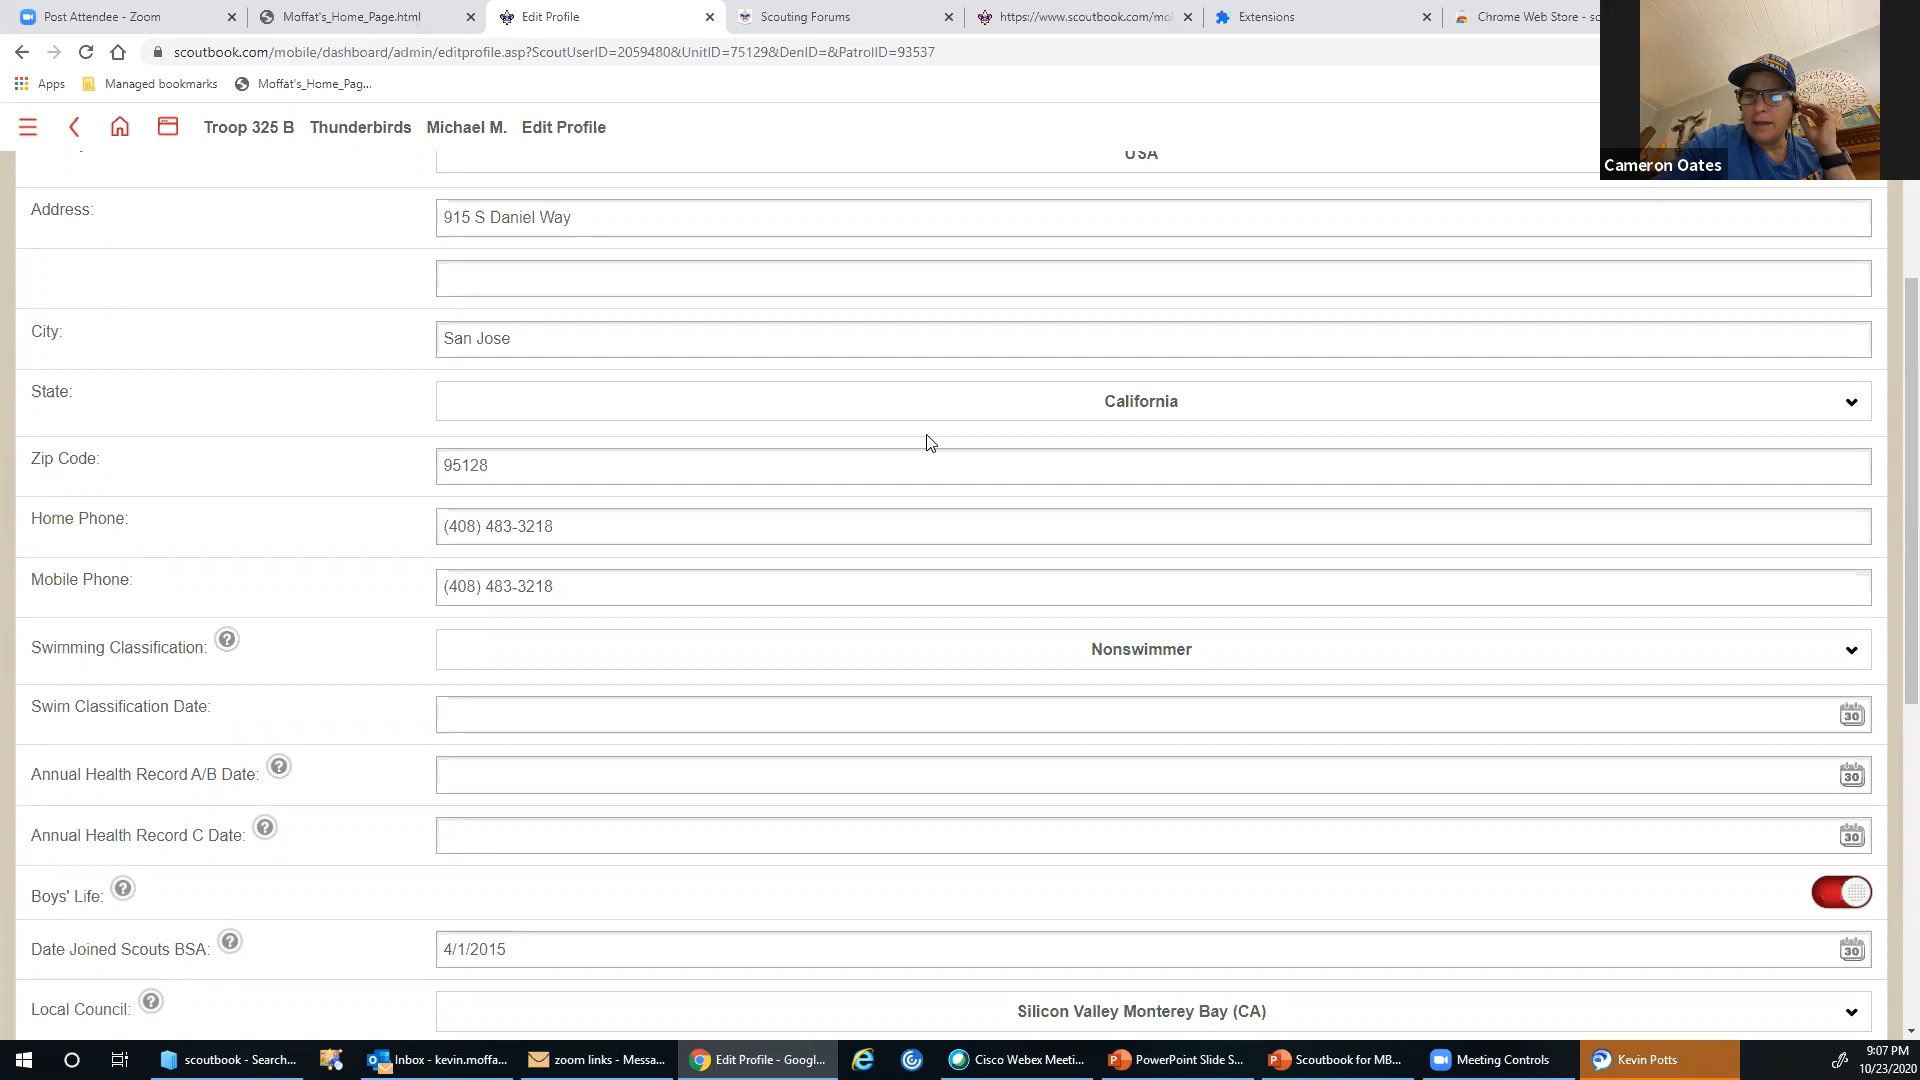 Post Attendee - Zoom
Moffat's_Home_Page.html
Edit Profile
Scouting Forums
https://www.scoutbook.com/mo
Extensions
Chrome Web Store - sc
scoutbook.com/mobile/dashboard/admin/editprofile.asp?ScoutUserID=2059480&UnitID=75129&DenID=&PatrolID=93537
Apps
Managed bookmarks
Moffat's_Home_Pag...
Troop 325 B Thunderbirds Michael M. Edit Profile
Cameron Oates
USA
Address: 915 S Daniel Way
City: San Jose
State: California
Zip Code: 95128
Home Phone: (408) 483-3218
Mobile Phone: (408) 483-3218
Swimming Classification: ? Nonswimmer
Swim Classification Date: 30
Annual Health Record A/B Date: ? 30
Annual Health Record C Date: ? 30
Boys' Life: ?
Date Joined Scouts BSA: ? 4/1/2015 30
Local Council: ? Silicon Valley Monterey Bay (CA)
scoutbook - Search...
Inbox - kevin.moffa...
zoom links - Messa...
Edit Profile - Googl...
Cisco Webex Meeti...
PowerPoint Slide S...
Scoutbook for MB...
Meeting Controls
Kevin Potts
9:07 PM
10/23/2020